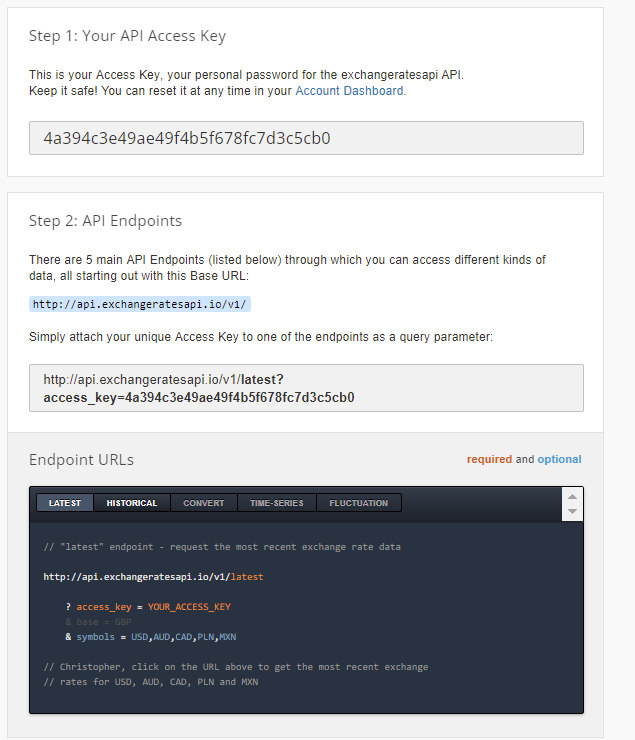 Step 1: Your API Access Key
This is your Access Key, your personal password for the exchangeratesapi API.
Keep it safe! You can reset it at any time in your Account Dashboard.
4a394c3e49ae49f4b5f678fc7d3c5cb0
Step 2: API Endpoints
There are 5 main API Endpoints (listed below) through which you can access different kinds of
data, all starting out with this Base URL:
http://api.exchangeratesapi.io/v1/
Simply attach your unique Access Key to one of the endpoints as a query parameter:
http://api.exchangeratesapi.io/v1/latest?
access_key=4a394c3e49ae49f4b5f678fc7d3c5cb0
Endpoint URLs required and optional
LATEST HISTORICAL CONVERT TIME-SERIES FLUCTUATION
// "latest" endpoint - request the most recent exchange rate data
http://api.exchangeratesapi.io/v1/latest
? access_key = YOUR_ACCESS_KEY
& base = GBP
& symbols = USD,AUD,CAD,PLN,MXN
// Christopher, click on the URL above to get the most recent exchange
// rates for USD, AUD, CAD, PLN and MXN